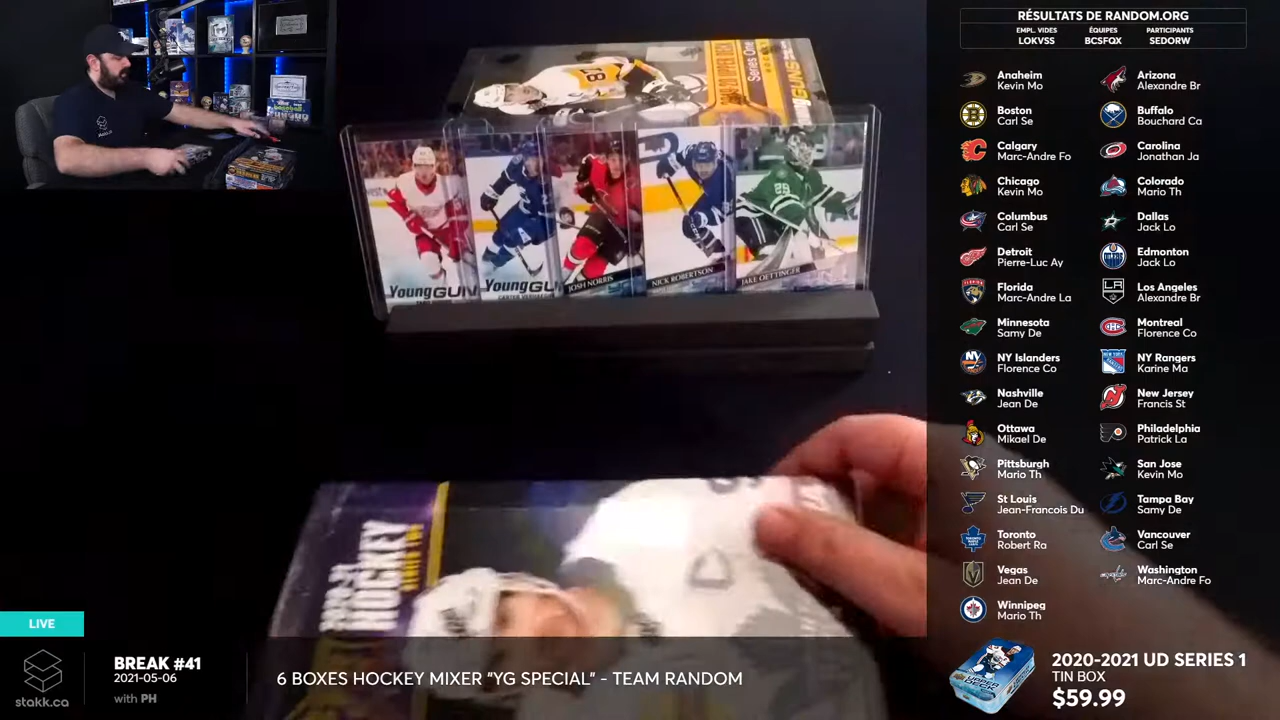 RÉSULTATS DE RANDOM.ORG
EMPL. VIDES
LOKVSS
ÉQUIPES
BCSFQX
PARTICIPANTS
SEDORW
Anaheim
Kevin Mo
Arizona
Alexandre Br
Boston
Carl Se
Buffalo
Bouchard Ca
Calgary
Marc-Andre Fo
Carolina
Jonathan Ja
Chicago
Kevin Mo
Colorado
Mario Th
Columbus
Carl Se
Dallas
Jack Lo
Detroit
Pierre-Luc Ay
Edmonton
Jack Lo
Florida
Marc-Andre La
Los Angeles
Alexandre Br
Minnesota
Samy De
Montreal
Florence Co
NY Islanders
Florence Co
NY Rangers
Karine Ma
Nashville
Jean De
New Jersey
Francis St
Ottawa
Mikael De
Philadelphia
Patrick La
Pittsburgh
Mario Th
San Jose
Kevin Mo
St Louis
Jean-Francois Du
Tampa Bay
Samy De
Toronto
Robert Ra
Vancouver
Carl Se
Vegas
Jean De
Washington
Marc-Andre Fo
Winnipeg
Mario Th
Series One
Young GUN
Young GU
JOSH NORRIS
NICK ROBERTSON
JAKE OETTINGER
29
HOCKEY
LIVE
stakk.ca
BREAK #41
2021-05-06
with PH
6 BOXES HOCKEY MIXER "YG SPECIAL" - TEAM RANDOM
2020-2021 UD SERIES 1
TIN BOX
$59.99